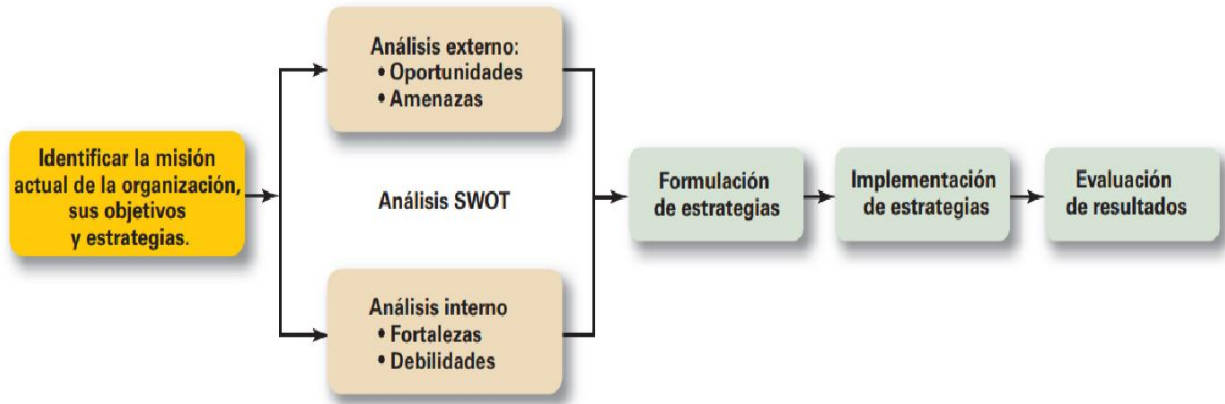 Identificar la misión
actual de la organización,
sus objetivos
y estrategias.
Análisis externo:
• Oportunidades
• Amenazas
Análisis SWOT
Análisis interno
• Fortalezas
• Debilidades
Formulación
de estrategias
Implementación
de estrategias
Evaluación
de resultados